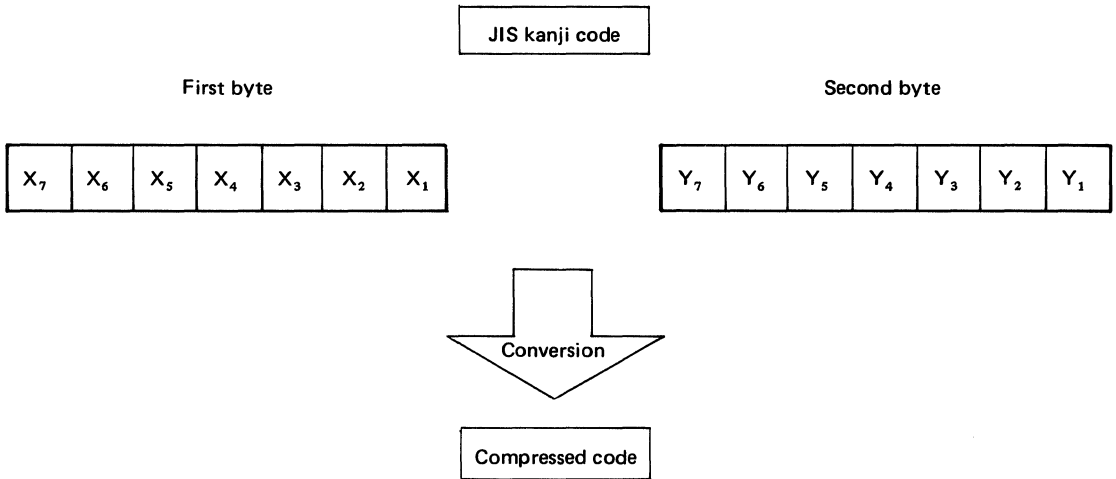 JIS kanji code
First byte Second byte
X₇ X₆ X₅ X₄ X₃ X₂ X₁ Y₇ Y₆ Y₅ Y₄ Y₃ Y₂ Y₁
Conversion
Compressed code